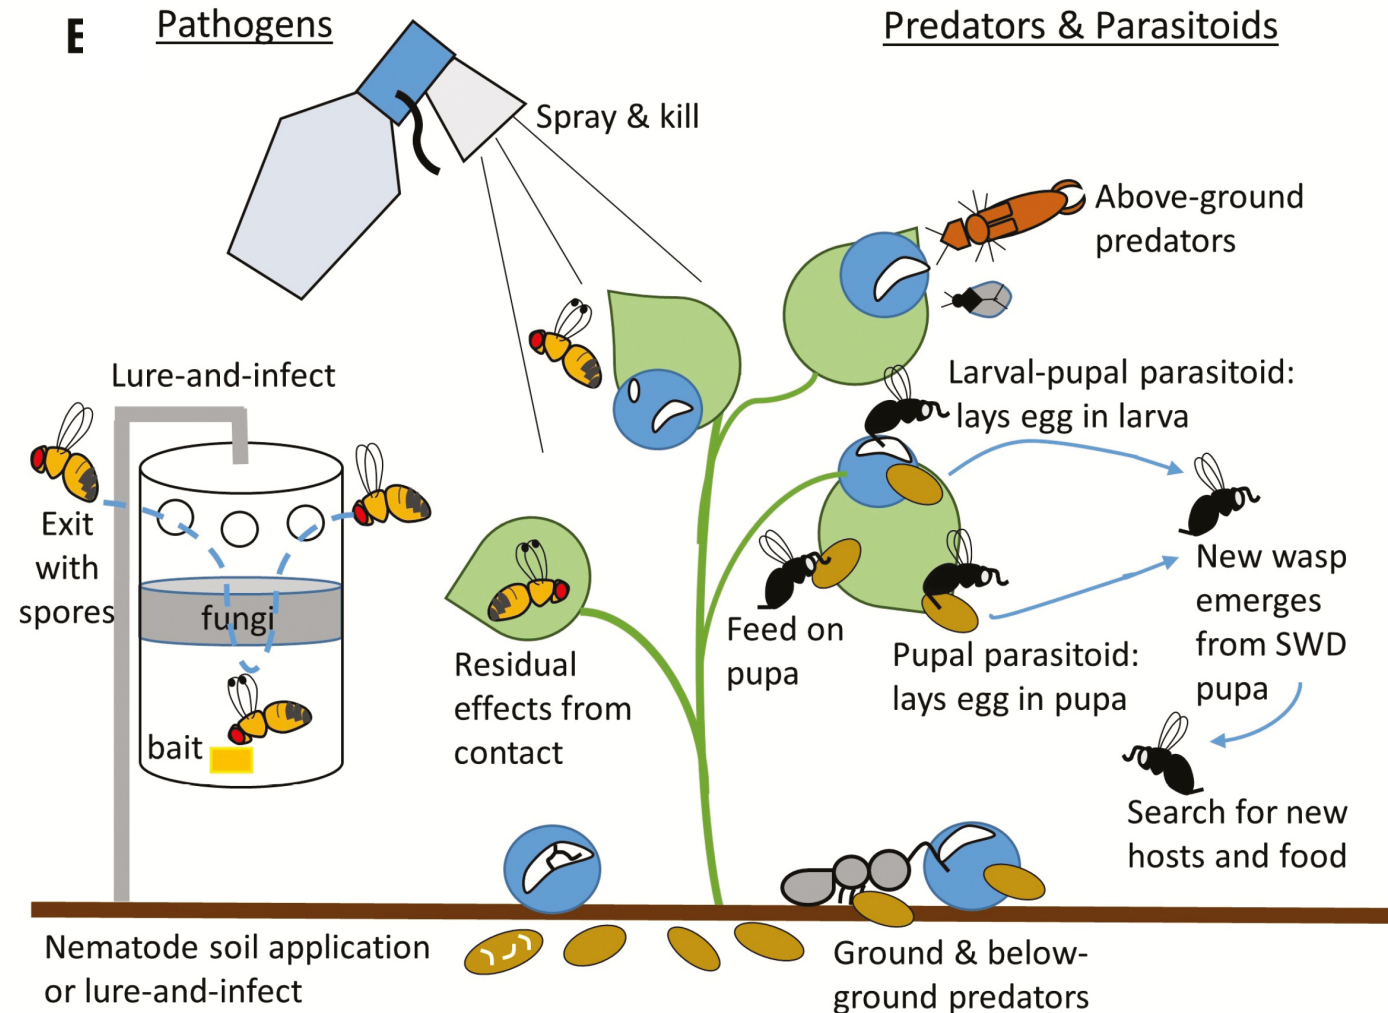 E
Pathogens
Predators & Parasitoids
Spray & kill
Above-ground
predators
Lure-and-infect
Larval-pupal parasitoid:
lays egg in larva
Exit
with
spores
fungi
New wasp
emerges
from SWD
pupa
Feed on
pupa
Residual
effects from
contact
Pupal parasitoid:
lays egg in pupa
bait
Search for new
hosts and food
Nematode soil application
or lure-and-infect
Ground & below-
ground predators